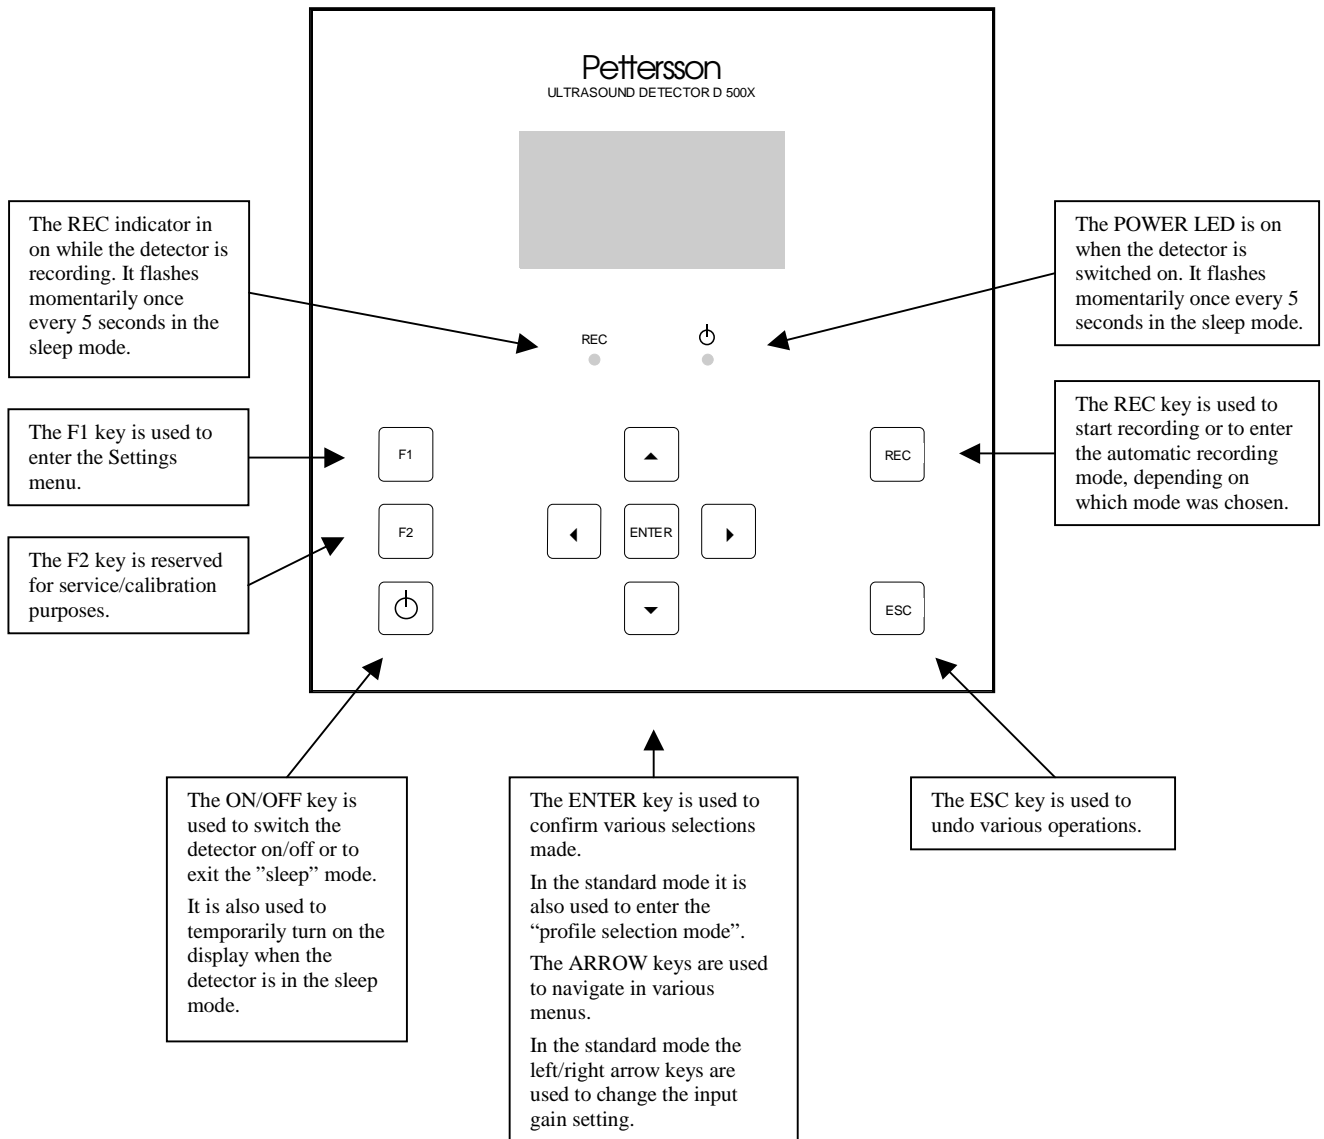 Pettersson
ULTRASOUND DETECTOR D 500X
The REC indicator in
on while the detector is
recording. It flashes
momentarily once
every 5 seconds in the
sleep mode.
The POWER LED is on
when the detector is
switched on. It flashes
momentarily once every 5
seconds in the sleep mode.
REC
The F1 key is used to
enter the Settings
menu.
The REC key is used to
start recording or to enter
the automatic recording
mode, depending on
which mode was chosen.
F1
REC
F2
ENTER
The F2 key is reserved
for service/calibration
purposes.
ESC
The ON/OFF key is
used to switch the
detector on/off or to
exit the ”sleep” mode.
It is also used to
temporarily turn on the
display when the
detector is in the sleep
mode.
The ENTER key is used to
confirm various selections
made.
In the standard mode it is
also used to enter the
“profile selection mode”.
The ARROW keys are used
to navigate in various
menus.
In the standard mode the
left/right arrow keys are
used to change the input
gain setting.
The ESC key is used to
undo various operations.